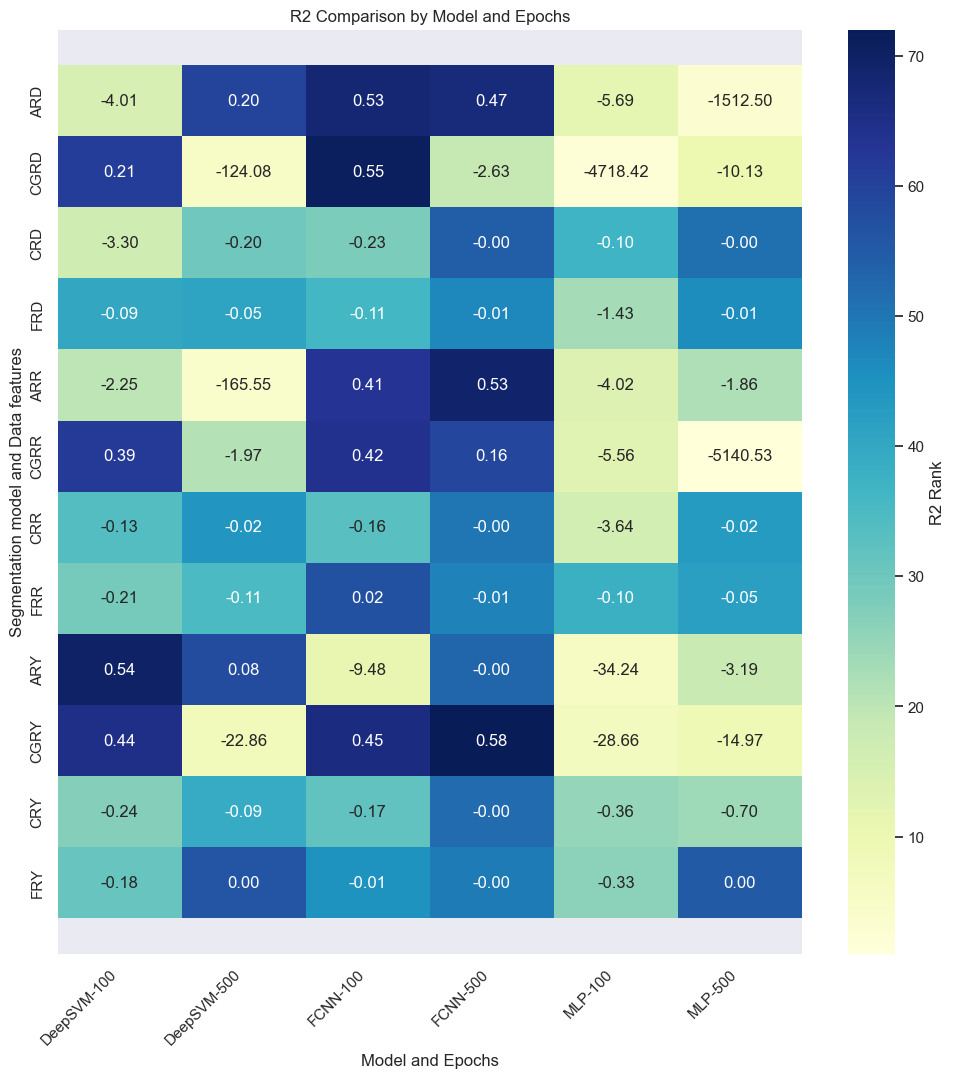 R2 Comparison by Model and Epochs
Segmentation model and Data features
ARD -4.01 0.20 0.53 0.47 -5.69 -1512.50
CGRD 0.21 -124.08 0.55 -2.63 -4718.42 -10.13
CRD -3.30 -0.20 -0.23 -0.00 -0.10 -0.00
FRD -0.09 -0.05 -0.11 -0.01 -1.43 -0.01
ARR -2.25 -165.55 0.41 0.53 -4.02 -1.86
CGRR 0.39 -1.97 0.42 0.16 -5.56 -5140.53
CRR -0.13 -0.02 -0.16 -0.00 -3.64 -0.02
FRR -0.21 -0.11 0.02 -0.01 -0.10 -0.05
ARY 0.54 0.08 -9.48 -0.00 -34.24 -3.19
CGRY 0.44 -22.86 0.45 0.58 -28.66 -14.97
CRY -0.24 -0.09 -0.17 -0.00 -0.36 -0.70
FRY -0.18 0.00 -0.01 -0.00 -0.33 0.00
DeepSVM-100 DeepSVM-500 FCNN-100 FCNN-500 MLP-100 MLP-500
Model and Epochs
70
60
50
40
30
20
10
R2 Rank